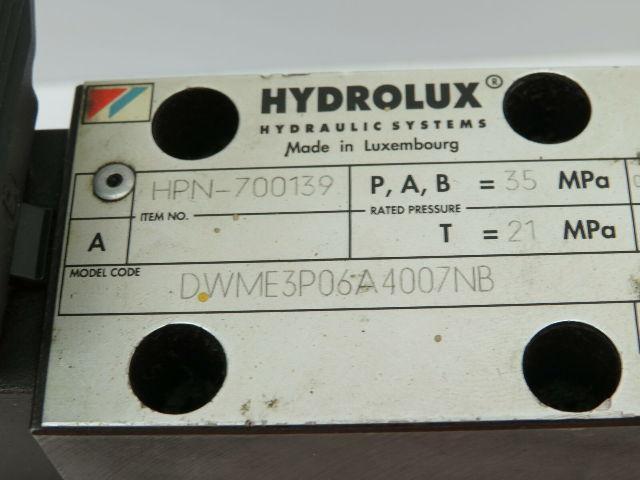 HYDROLUX®
HYDRAULIC SYSTEMS
Made in Luxembourg
HPN-700139
ITEM NO.
P, A, B = 35 MPa
RATED PRESSURE
A
T = 21 MPa
MODEL CODE
DWME3P06A4007NB